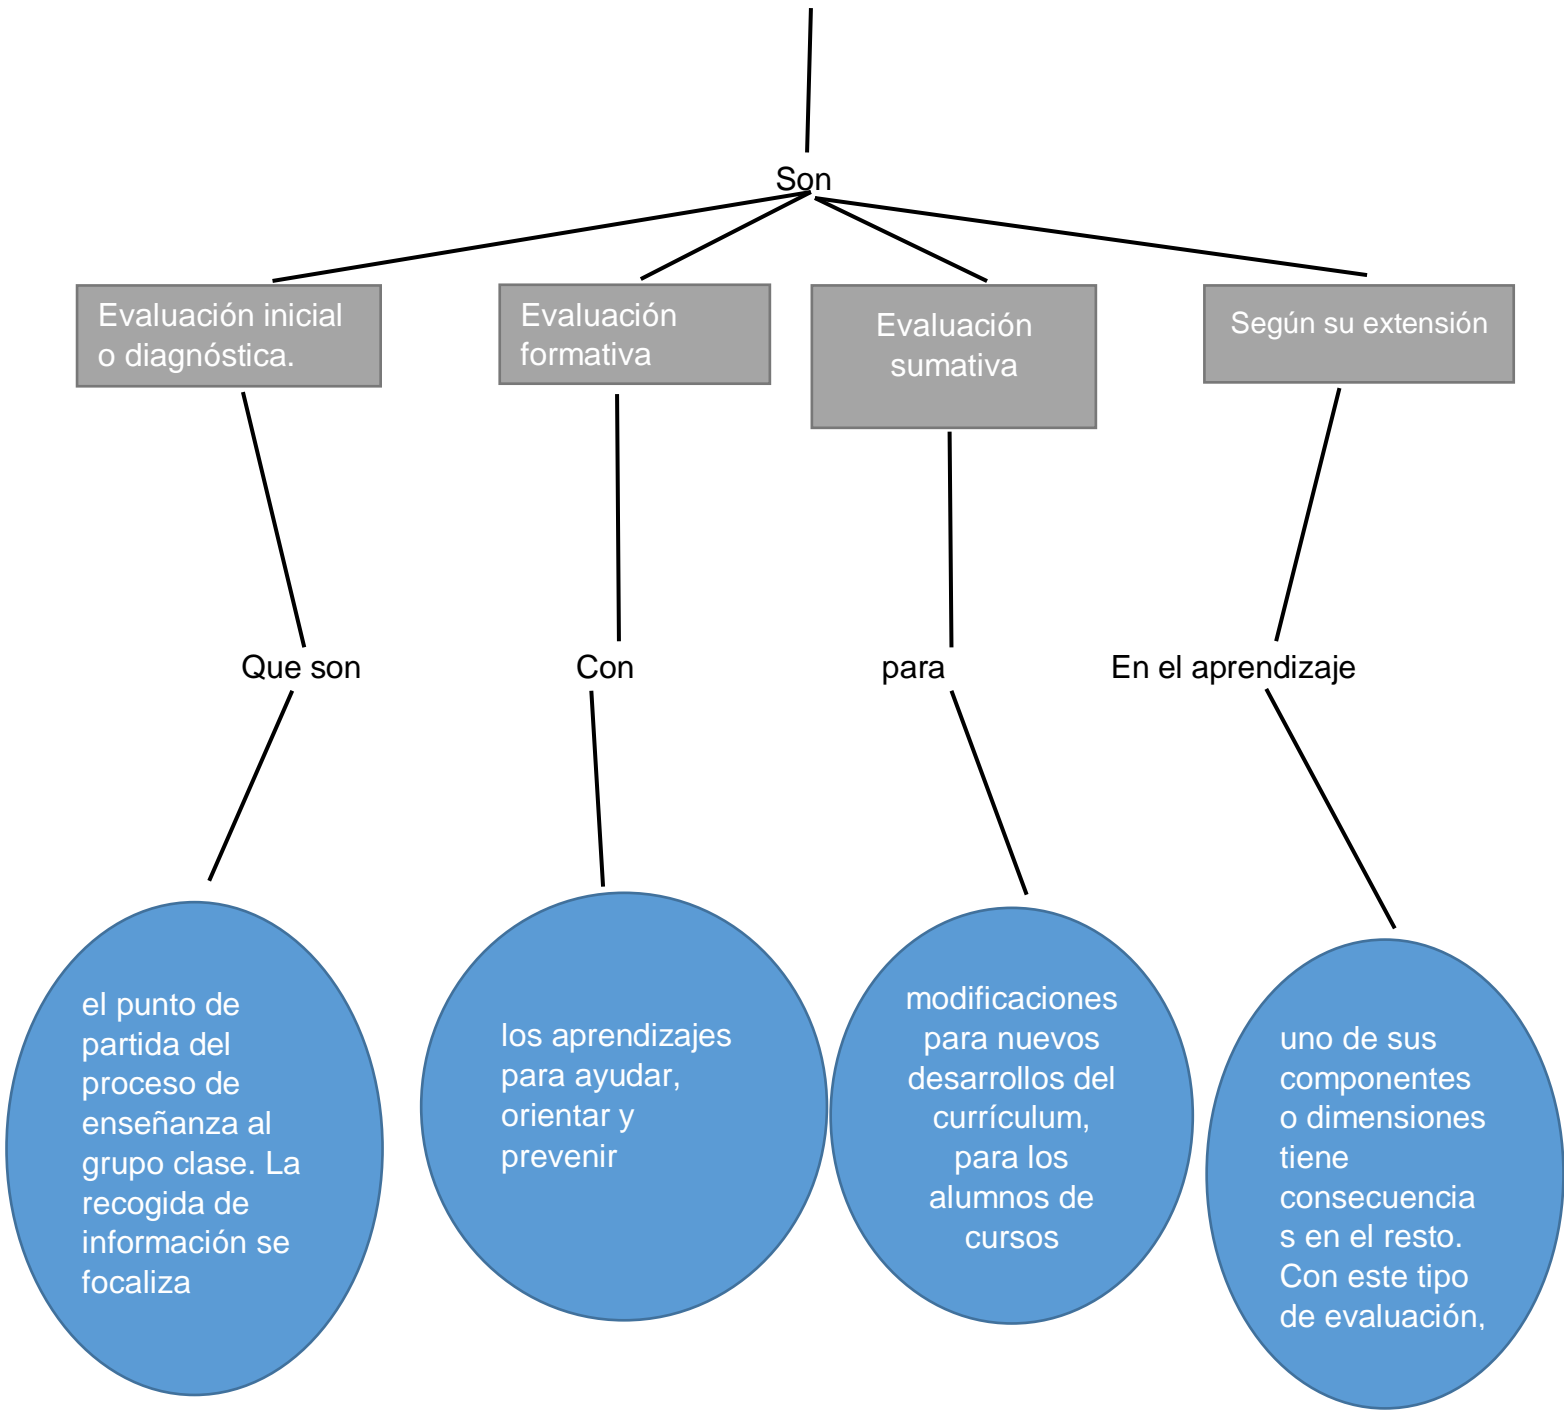 Son
Evaluación inicial
o diagnóstica.
Evaluación
formativa
Evaluación
sumativa
Según su extensión
Que son
Con
para
En el aprendizaje
el punto de
partida del
proceso de
enseñanza al
grupo clase. La
recogida de
información se
focaliza
los aprendizajes
para ayudar,
orientar y
prevenir
modificaciones
para nuevos
desarrollos del
currículum,
para los
alumnos de
cursos
uno de sus
componentes
o dimensiones
tiene
consecuencia
s en el resto.
Con este tipo
de evaluación,